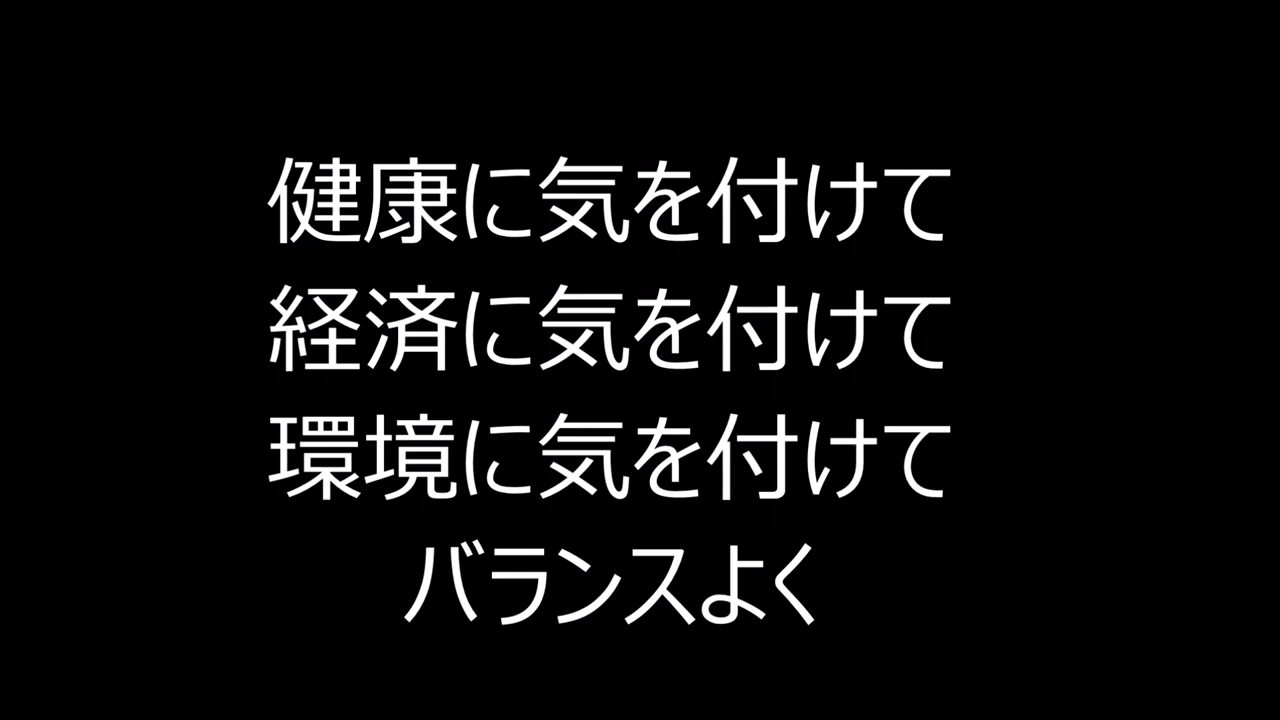 健康に気を付けて
経済に気を付けて
環境に気を付けて
バランスよく